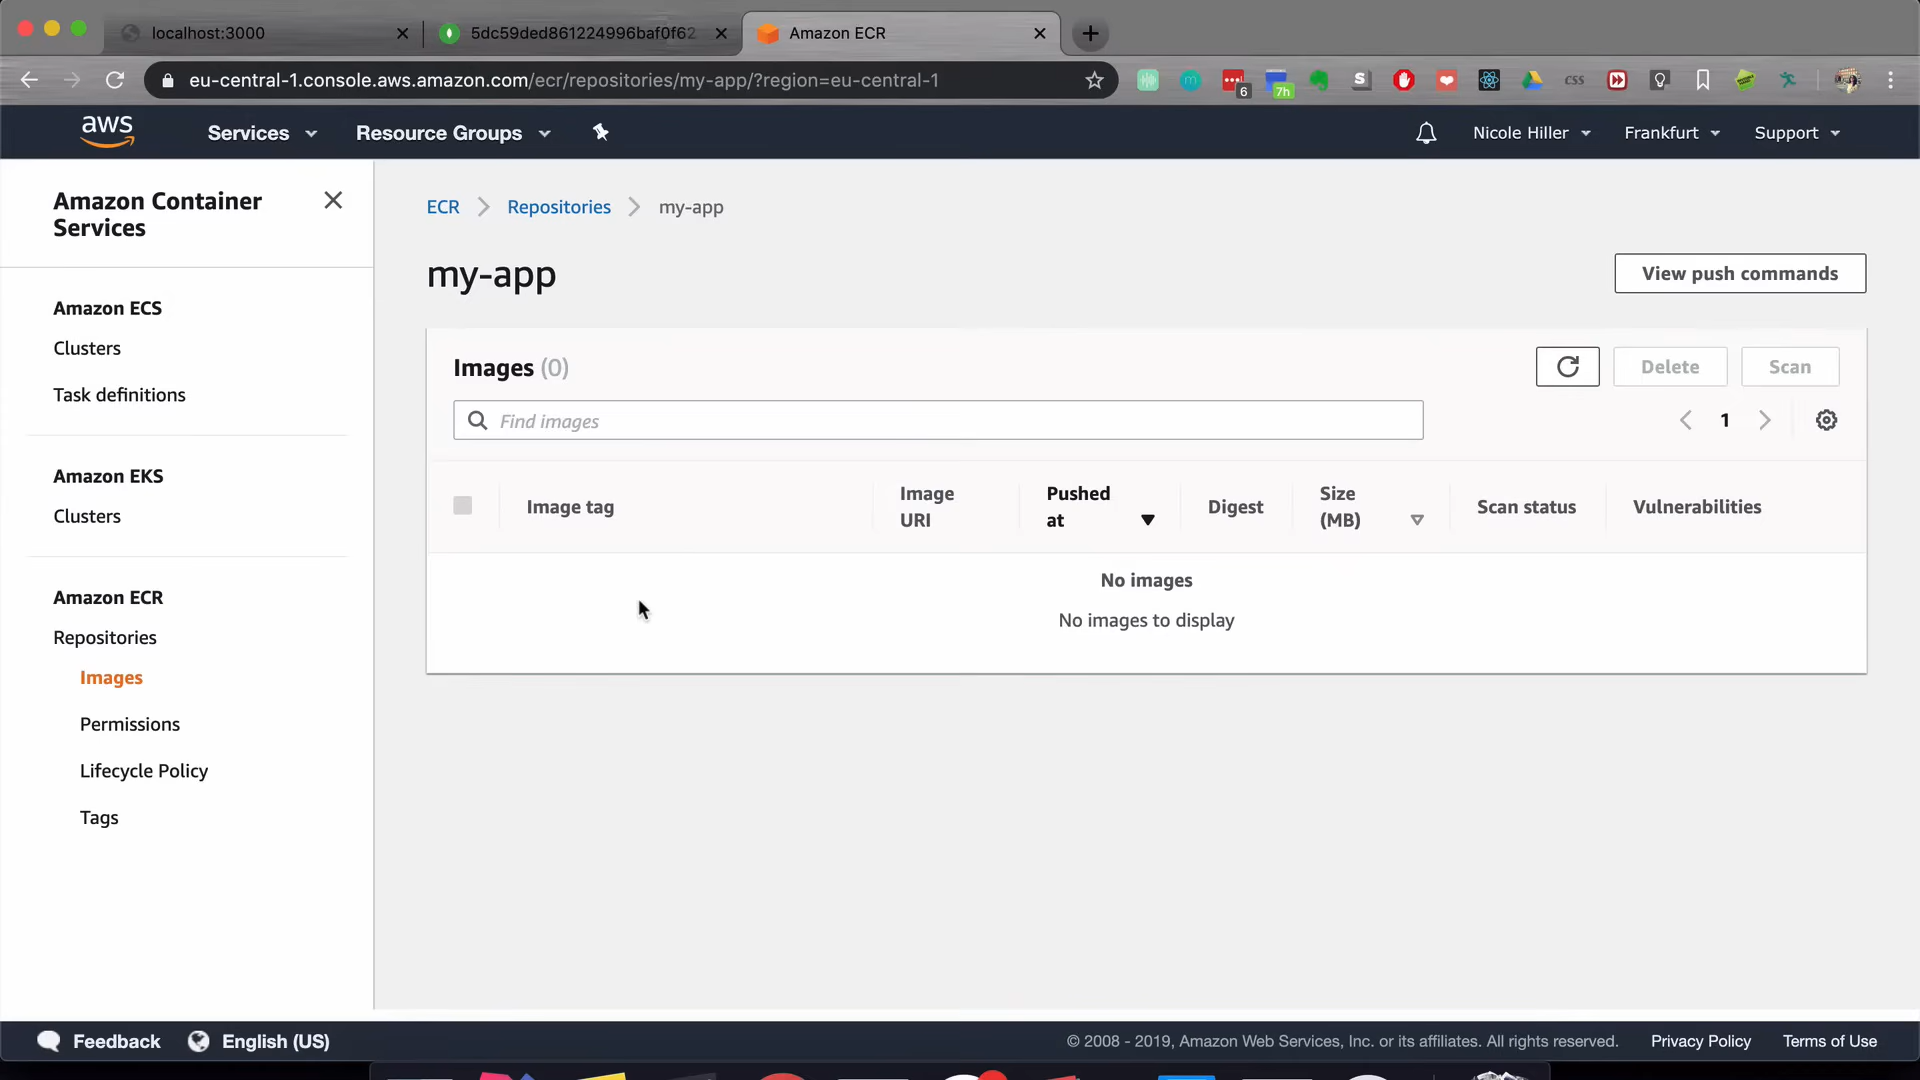 localhost:3000
5dc59ded861224996baf0f62
Amazon ECR
eu-central-1.console.aws.amazon.com/ecr/repositories/my-app/?region=eu-central-1
6
7h
S
css
aws
Services
Resource Groups
Nicole Hiller
Frankfurt
Support
Amazon Container
Services
Amazon ECS
Clusters
Task definitions
Amazon EKS
Clusters
Amazon ECR
Repositories
Images
Permissions
Lifecycle Policy
Tags
ECR
Repositories
my-app
my-app
View push commands
Images (0)
Delete
Scan
Find images
1
Image tag
Image
URI
Pushed
at
Digest
Size
(MB)
Scan status
Vulnerabilities
No images
No images to display
Feedback
English (US)
© 2008 - 2019, Amazon Web Services, Inc. or its affiliates. All rights reserved.
Privacy Policy
Terms of Use